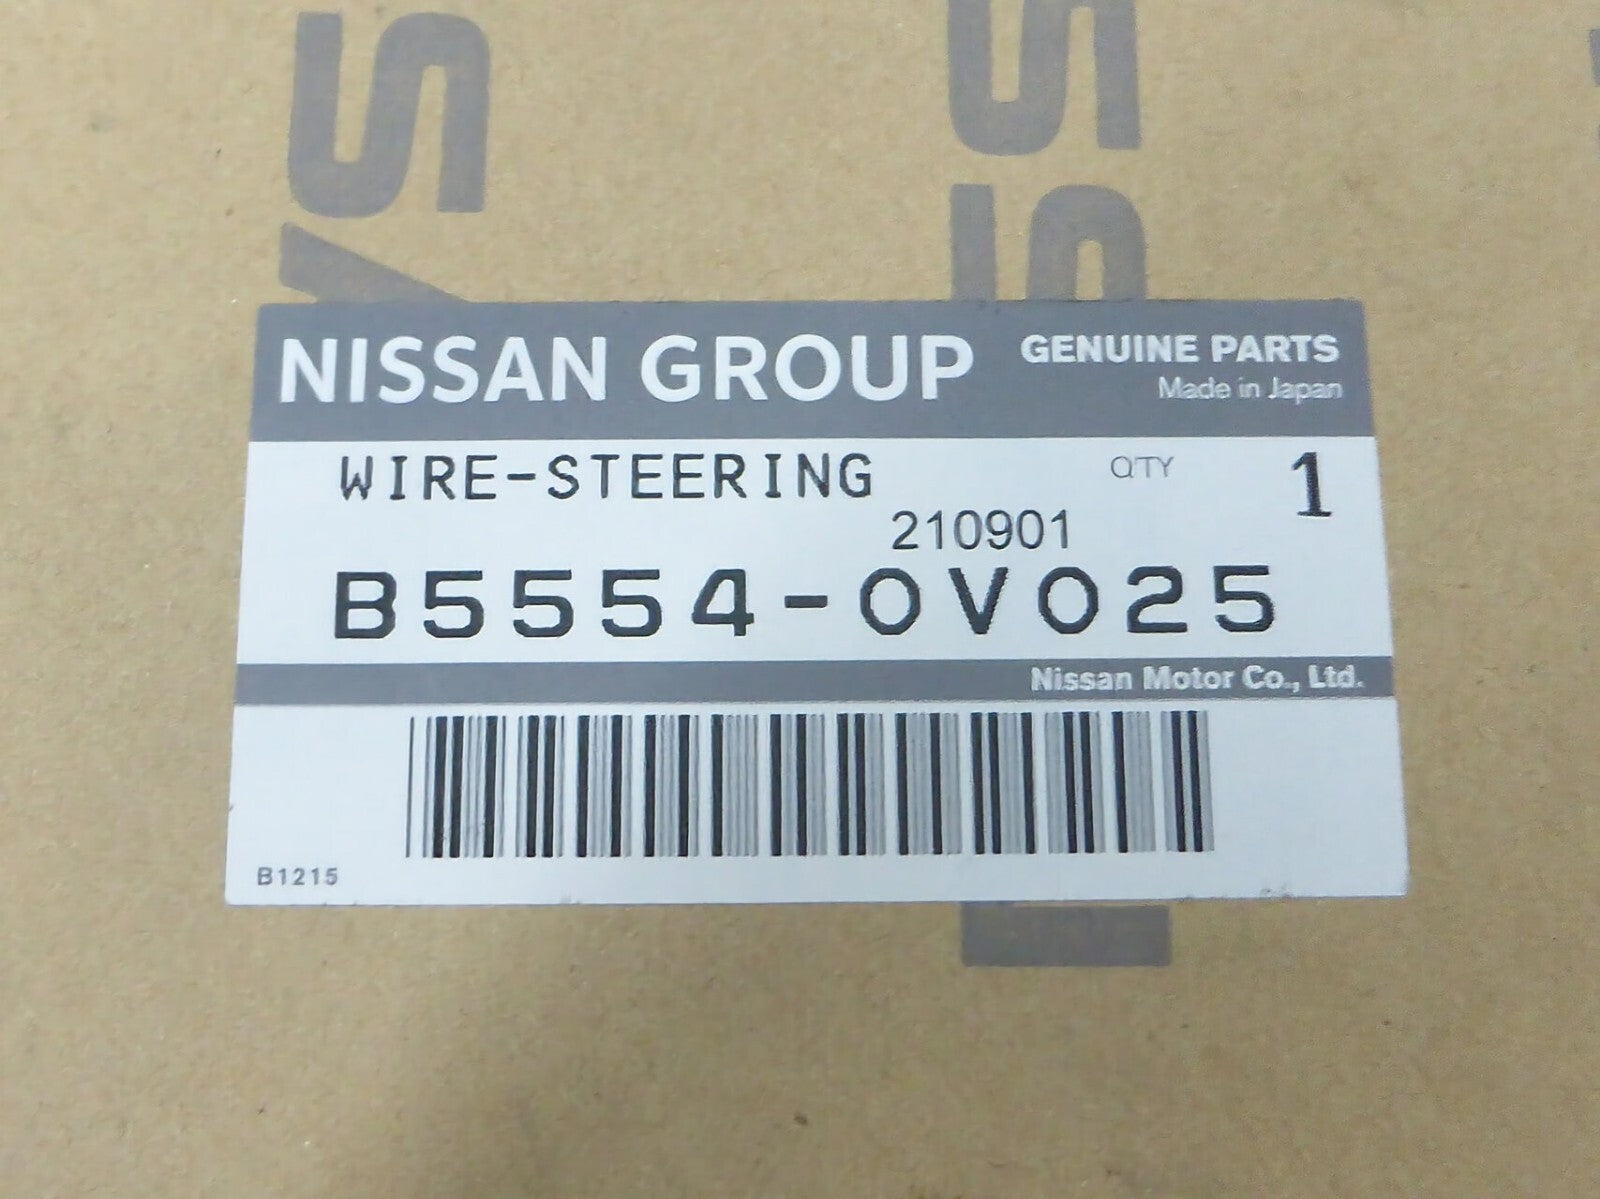 NISSAN GROUP GENUINE PARTS
Made in Japan
WIRE-STEERING Q'TY 1
210901
B5554-0V025
Nissan Motor Co., Ltd.
B1215